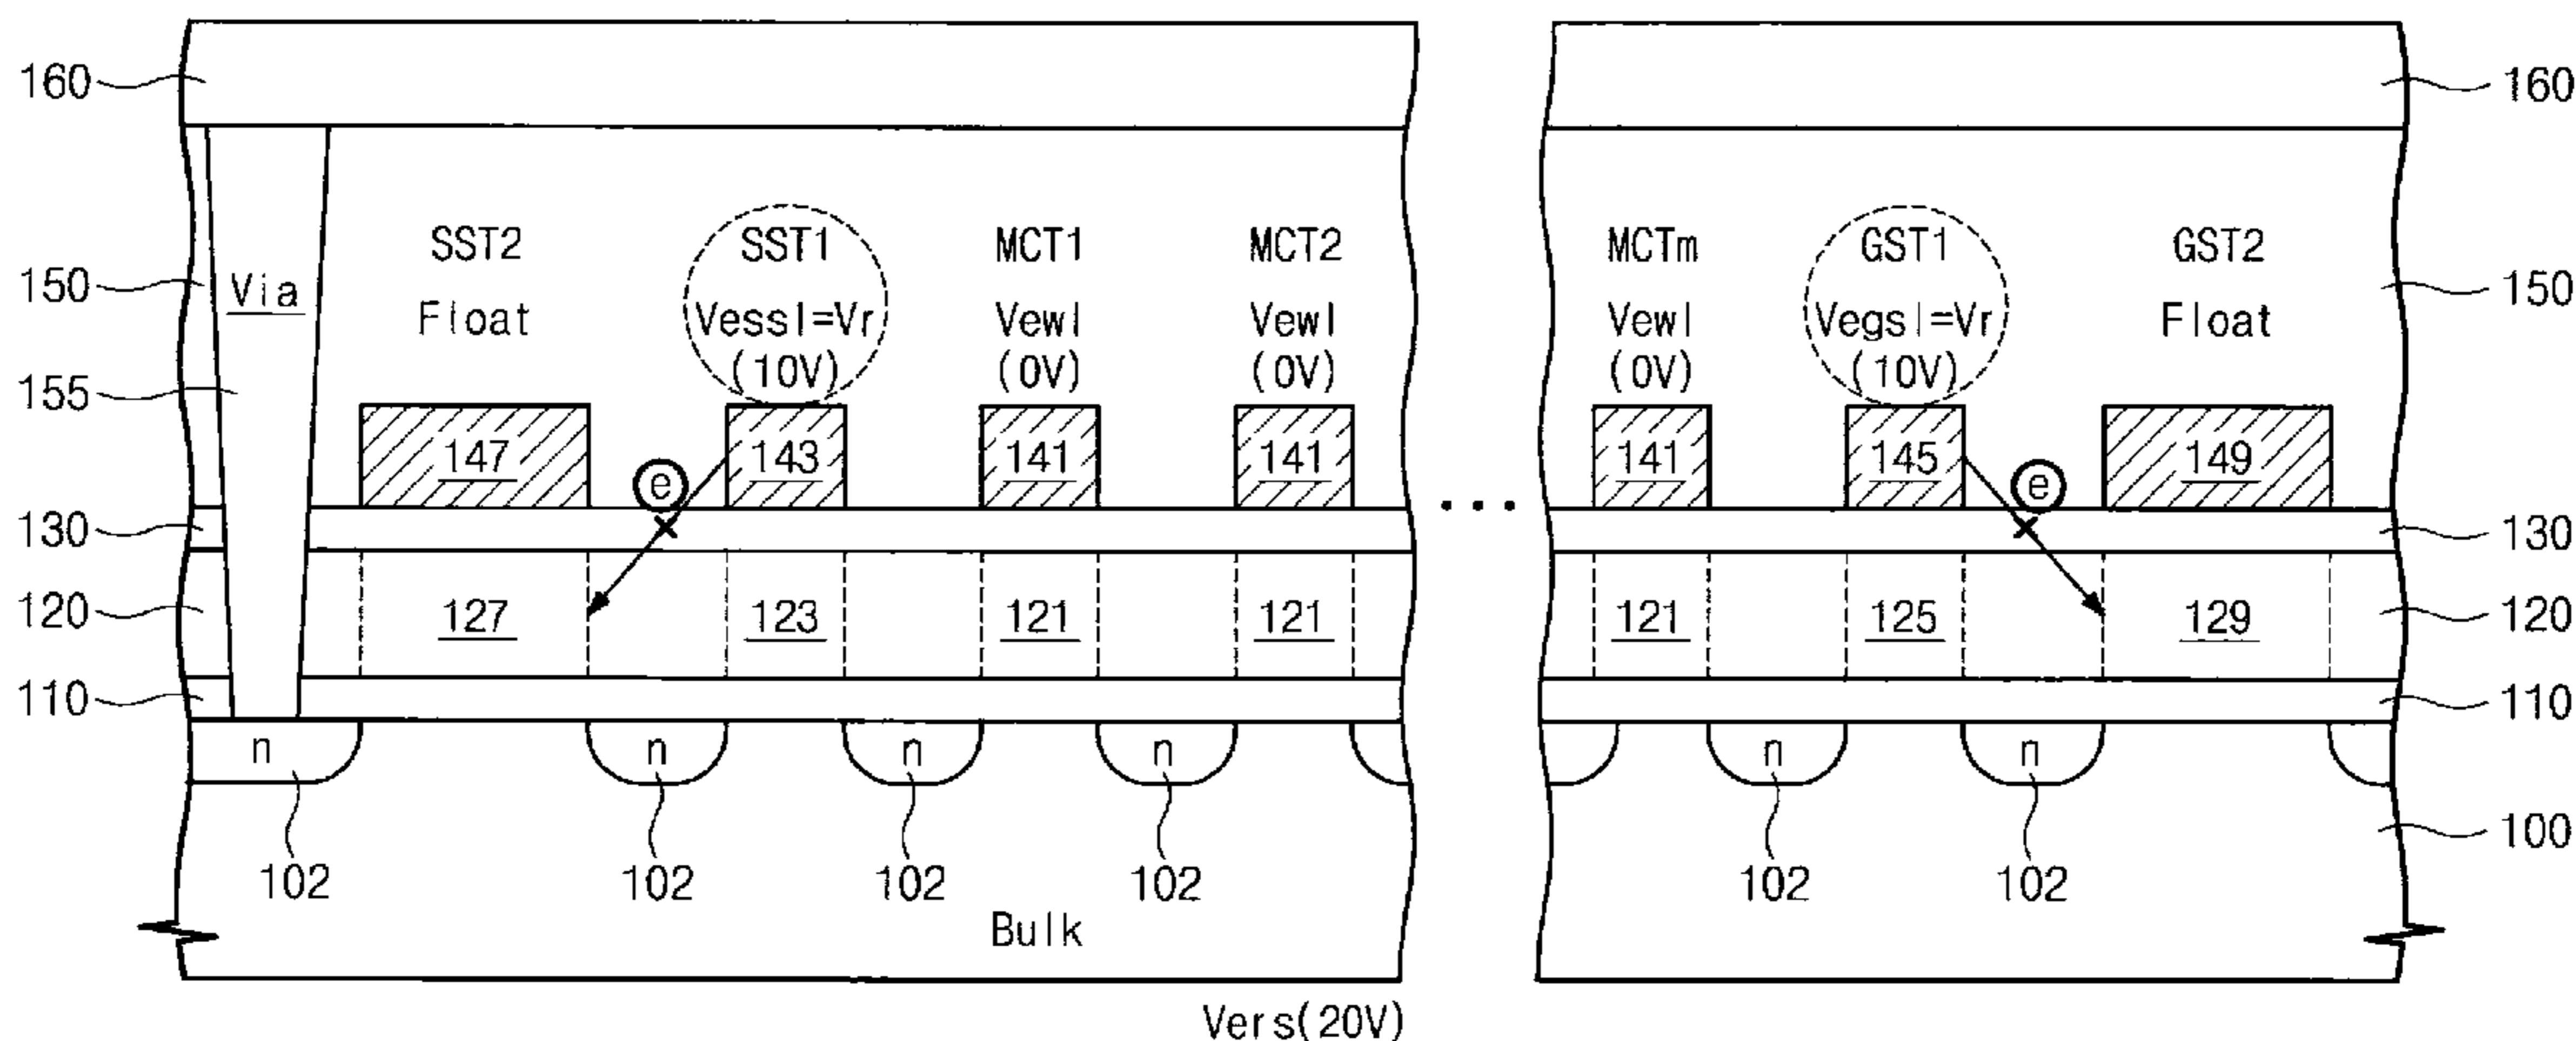 160 160
SST2 SST1 MCT1 MCT2 MCTm GST1 GST2
150 Via 150
Float Vessl=Vr Vewl Vewl Vewl Vegsl=Vr Float
(10V) (0V) (0V) (0V) (10V)
155
147 143 141 141 141 145 149
e e
...
130 130
120 127 123 121 121 121 125 129 120
110 110
n n n n n n
102 102 102 102 102 102 100
Bulk
Vers(20V)